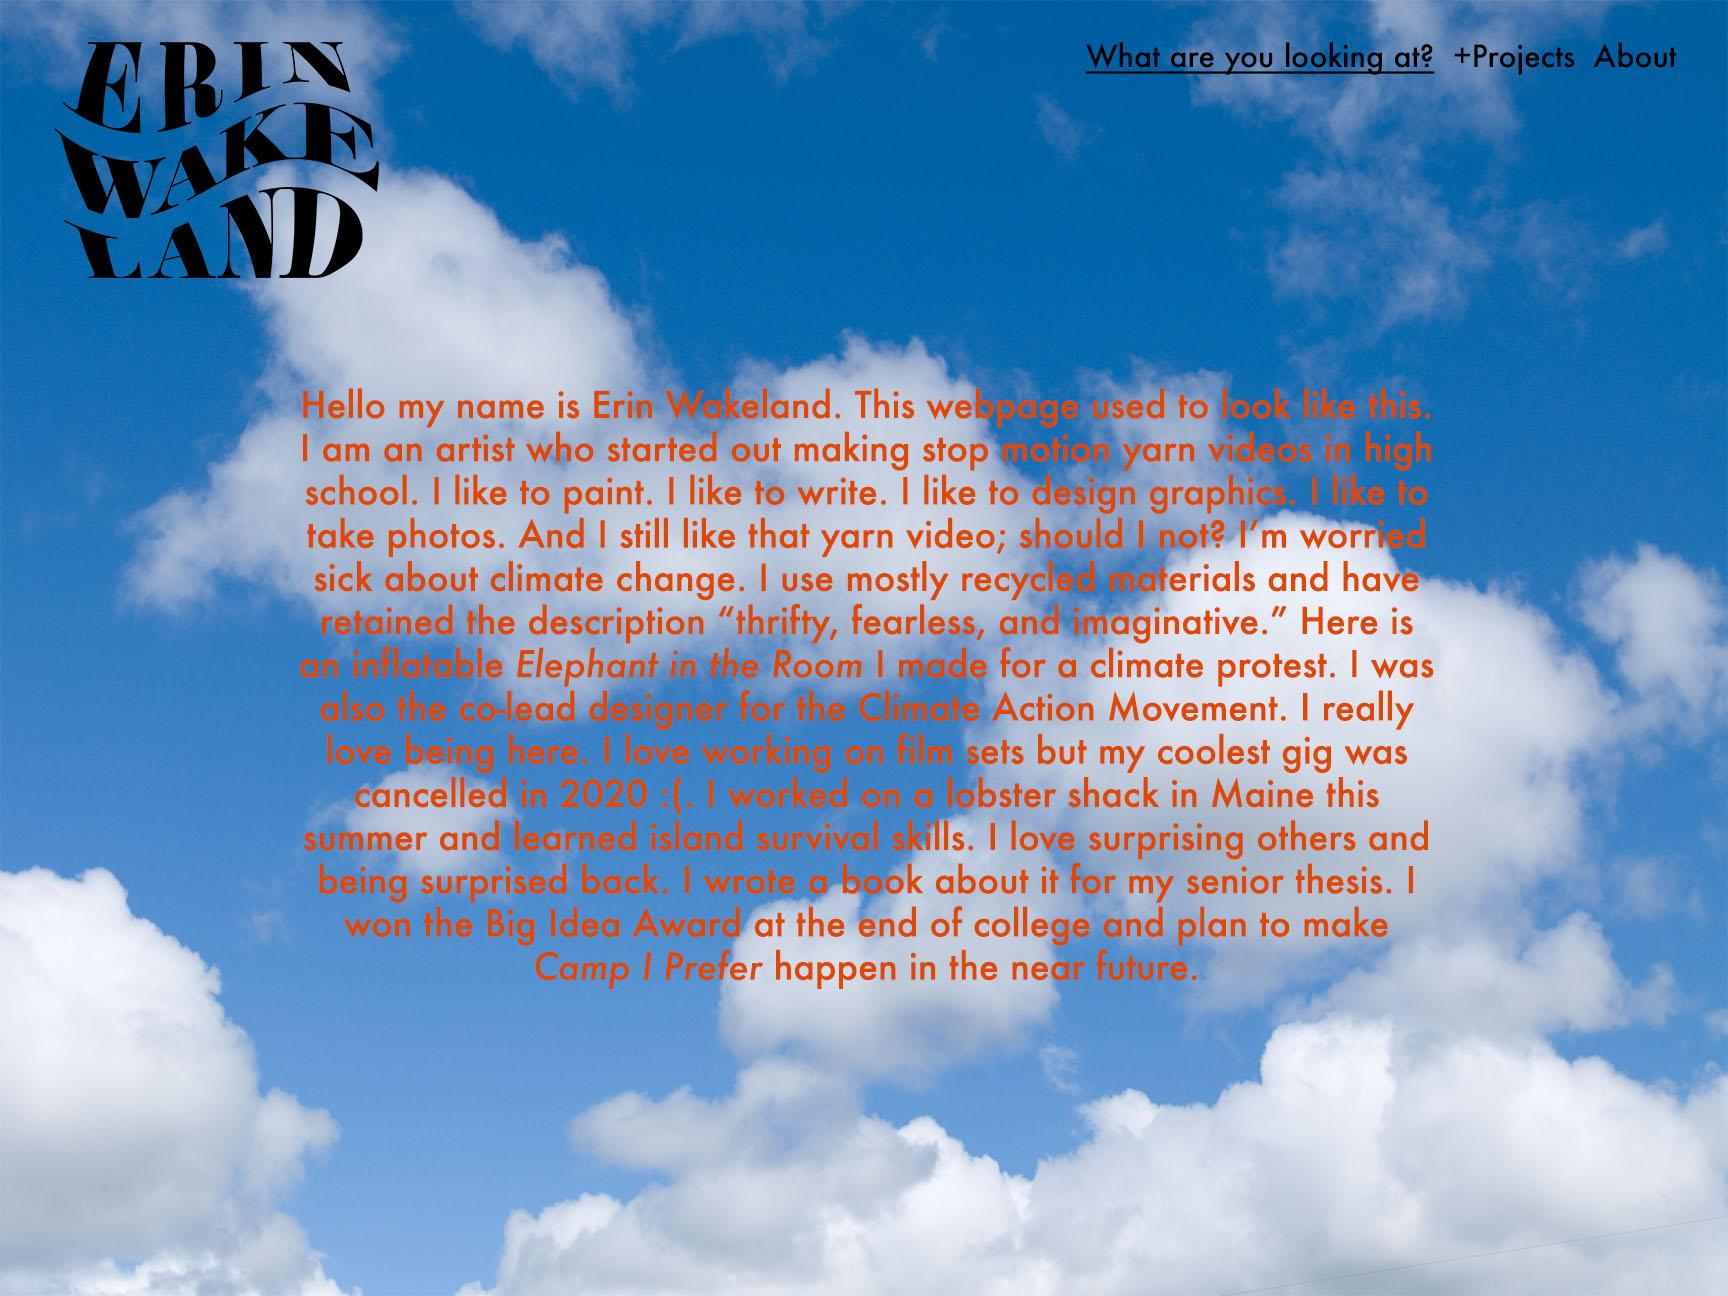 ERIN
WAKE
LAND
What are you looking at? +Projects About
Hello my name is Erin Wakeland. This webpage used to look like this.
I am an artist who started out making stop motion yarn videos in high
school. I like to paint. I like to write. I like to design graphics. I like to
take photos. And I still like that yarn video; should I not? I’m worried
sick about climate change. I use mostly recycled materials and have
retained the description “thrifty, fearless, and imaginative.” Here is
an inflatable Elephant in the Room I made for a climate protest. I was
also the co-lead designer for the Climate Action Movement. I really
love being here. I love working on film sets but my coolest gig was
cancelled in 2020 :(. I worked on a lobster shack in Maine this
summer and learned island survival skills. I love surprising others and
being surprised back. I wrote a book about it for my senior thesis. I
won the Big Idea Award at the end of college and plan to make
Camp I Prefer happen in the near future.